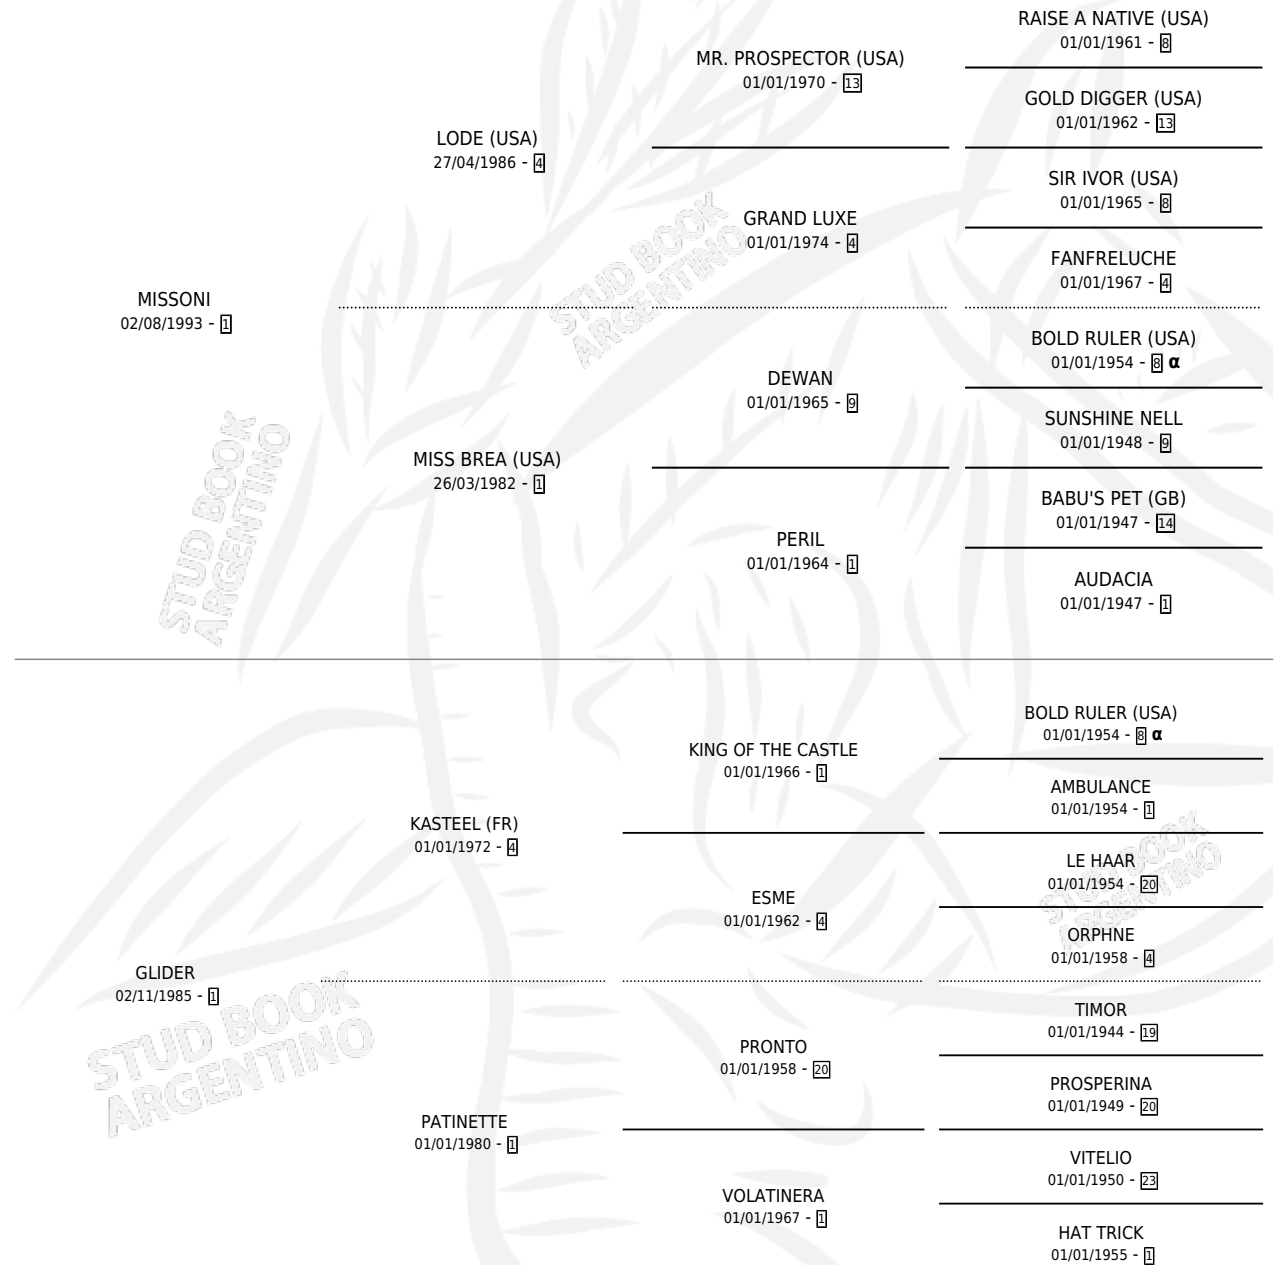 RAISE A NATIVE (USA)
01/01/1961 - 8
MR. PROSPECTOR (USA)
01/01/1970 - 13
GOLD DIGGER (USA)
01/01/1962 - 13
LODE (USA)
27/04/1986 - 4
SIR IVOR (USA)
01/01/1965 - 8
GRAND LUXE
01/01/1974 - 4
FANFRELUCHE
01/01/1967 - 4
STUD BOOK
ARGENTINO
MISSONI
02/08/1993 - 1
BOLD RULER (USA)
01/01/1954 - 8 α
DEWAN
01/01/1965 - 9
SUNSHINE NELL
01/01/1948 - 9
MISS BREA (USA)
26/03/1982 - 1
BABU'S PET (GB)
01/01/1947 - 14
PERIL
01/01/1964 - 1
AUDACIA
01/01/1947 - 1
STUD BOOK
ARGENTINO
BOLD RULER (USA)
01/01/1954 - 8 α
KING OF THE CASTLE
01/01/1966 - 1
AMBULANCE
01/01/1954 - 1
KASTEEL (FR)
01/01/1972 - 4
LE HAAR
01/01/1954 - 20
ESME
01/01/1962 - 4
ORPHNE
01/01/1958 - 4
STUD BOOK
ARGENTINO
GLIDER
02/11/1985 - 1
TIMOR
01/01/1944 - 19
PRONTO
01/01/1958 - 20
PROSPERINA
01/01/1949 - 20
STUD BOOK
ARGENTINO
PATINETTE
01/01/1980 - 1
VITELIO
01/01/1950 - 23
VOLATINERA
01/01/1967 - 1
HAT TRICK
01/01/1955 - 1